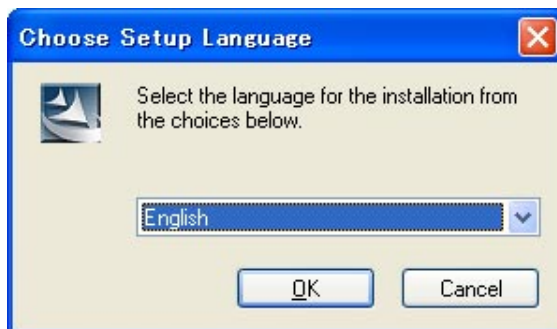 Choose Setup Language
Select the language for the installation from
the choices below.
English
OK
Cancel